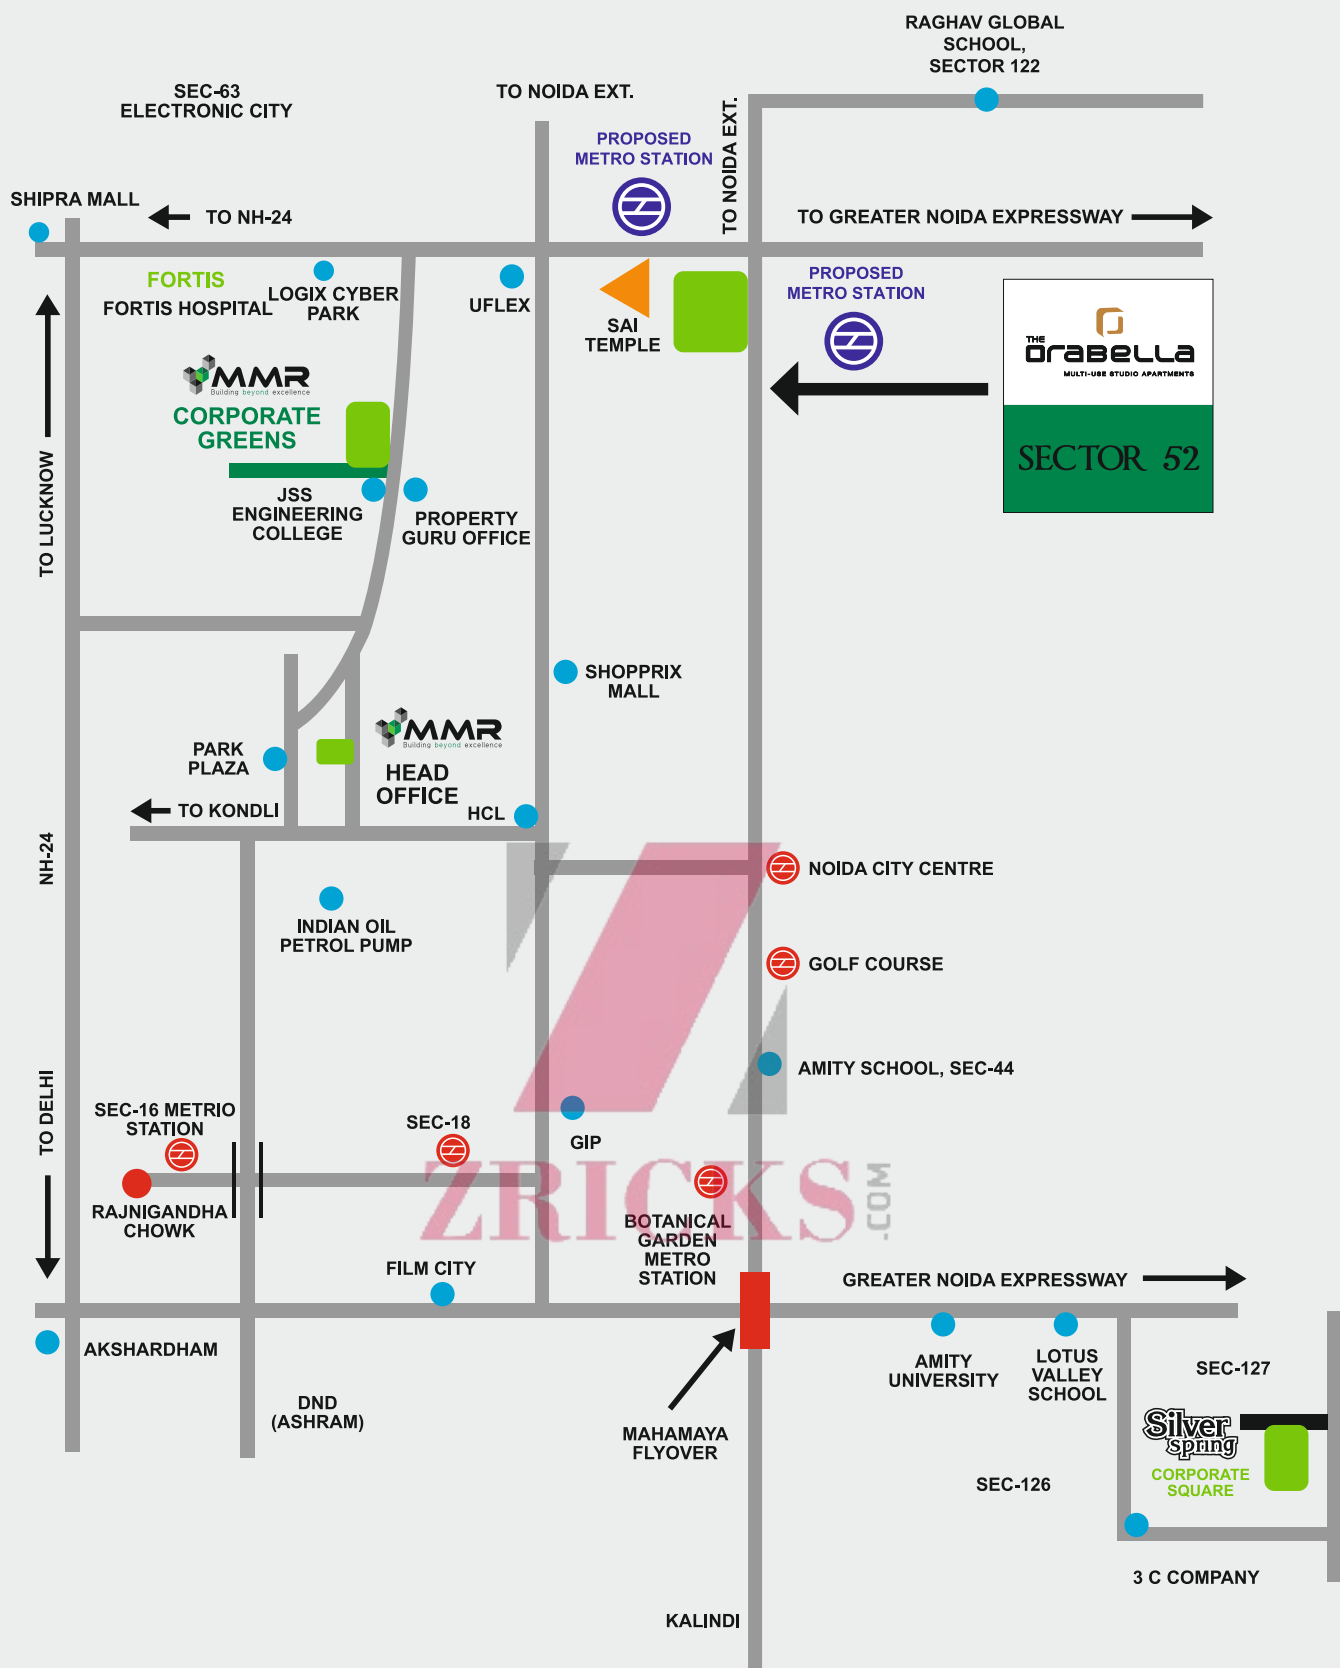 RAGHAV GLOBAL
SCHOOL,
SECTOR 122
SEC-63
ELECTRONIC CITY
TO NOIDA EXT.
TO NOIDA EXT.
PROPOSED
METRO STATION
SHIPRA MALL
TO NH-24
TO GREATER NOIDA EXPRESSWAY
FORTIS
FORTIS HOSPITAL
LOGIX CYBER
PARK
UFLEX
SAI
TEMPLE
PROPOSED
METRO STATION
THE
OraBELLa
MULTI-USE STUDIO APARTMENTS
SECTOR 52
MMR
Building beyond excellence
CORPORATE
GREENS
JSS
ENGINEERING
COLLEGE
PROPERTY
GURU OFFICE
TO LUCKNOW
SHOPPRIX
MALL
MMR
Building beyond excellence
HEAD
OFFICE
PARK
PLAZA
TO KONDLI
HCL
NH-24
NOIDA CITY CENTRE
INDIAN OIL
PETROL PUMP
GOLF COURSE
AMITY SCHOOL, SEC-44
TO DELHI
SEC-16 METRIO
STATION
SEC-18
GIP
RAJNIGANDHA
CHOWK
ZRICKS
.COM
BOTANICAL
GARDEN
METRO
STATION
FILM CITY
GREATER NOIDA EXPRESSWAY
AKSHARDHAM
AMITY
UNIVERSITY
LOTUS
VALLEY
SCHOOL
SEC-127
DND
(ASHRAM)
MAHAMAYA
FLYOVER
Silver
spring
CORPORATE
SQUARE
SEC-126
3 C COMPANY
KALINDI